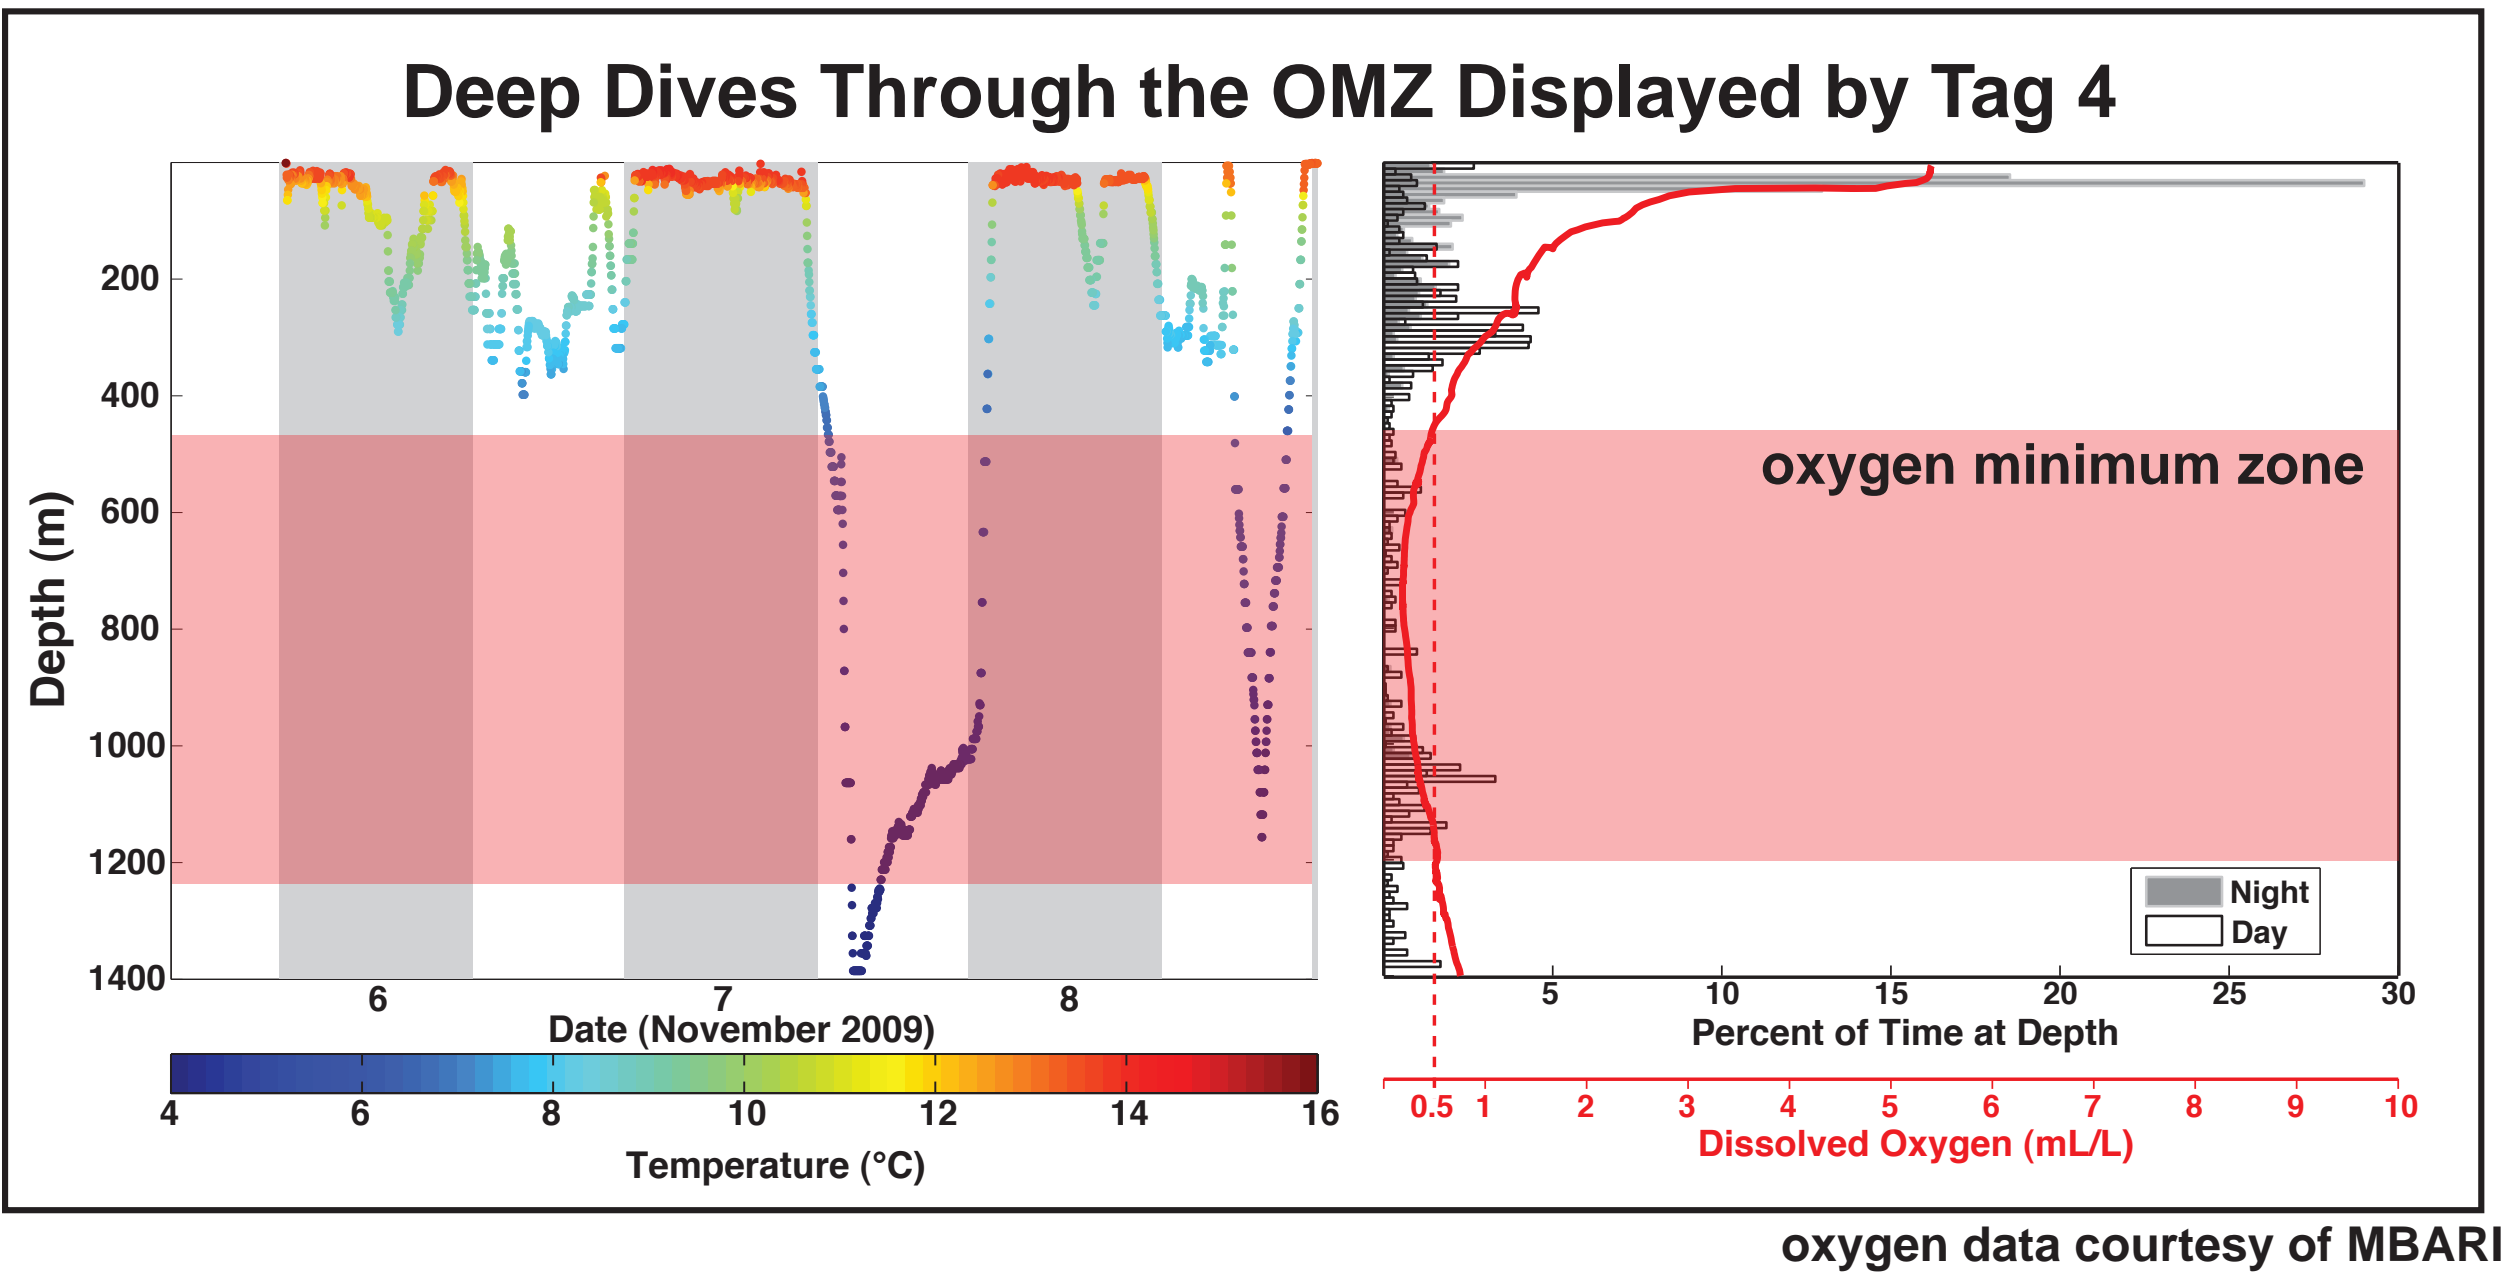 Deep Dives Through the OMZ Displayed by Tag 4
Depth (m)
200
400
600
800
1000
1200
1400
6 7 8
Date (November 2009)
4 6 8 10 12 14 16
Temperature (°C)
oxygen minimum zone
Night
Day
5 10 15 20 25 30
Percent of Time at Depth
0.5 1 2 3 4 5 6 7 8 9 10
Dissolved Oxygen (mL/L)
oxygen data courtesy of MBARI